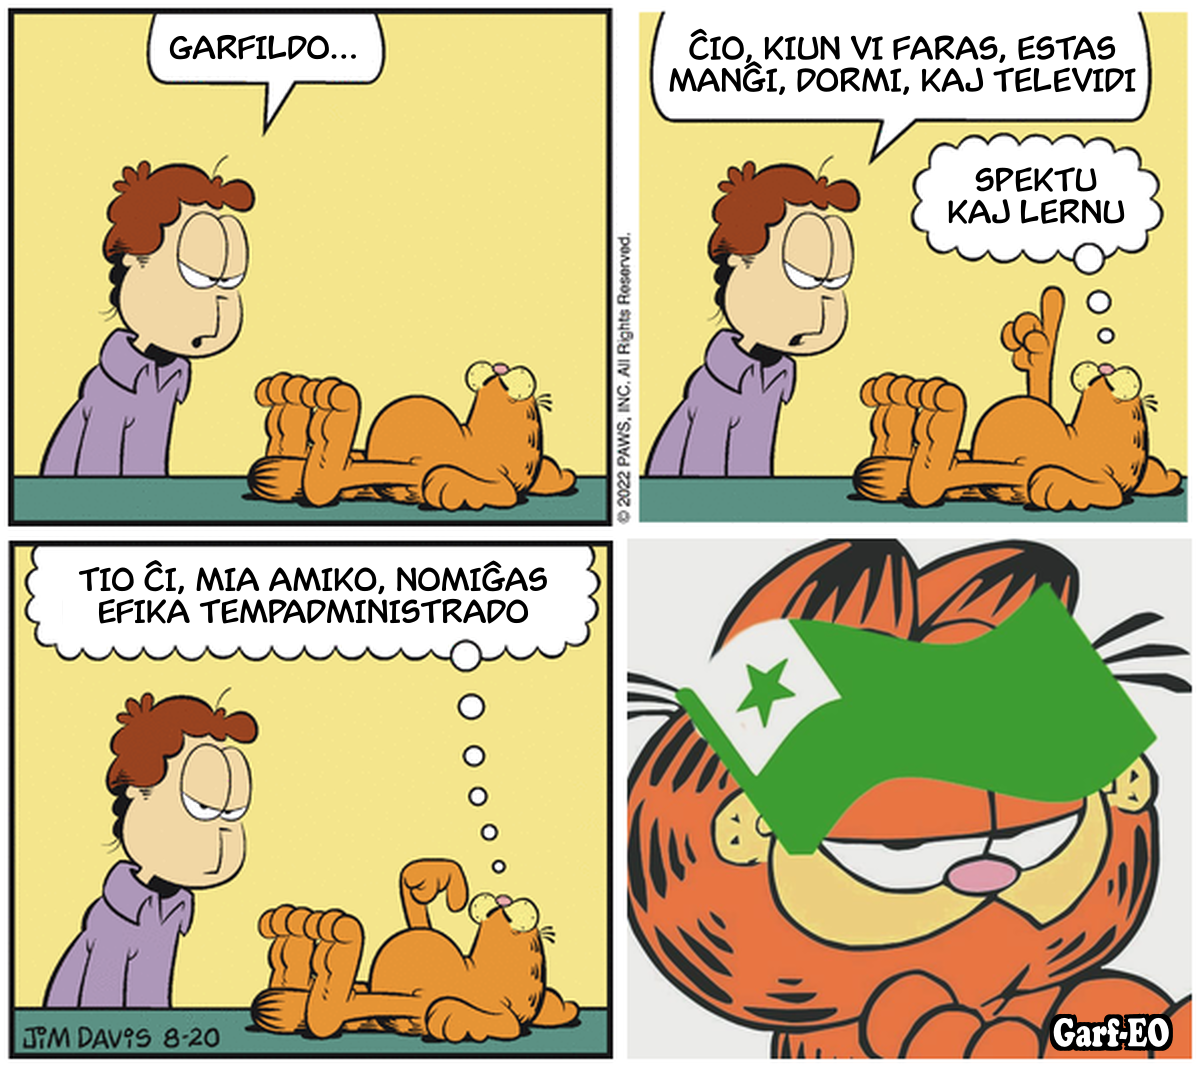 GARFILDO...
ĈIO, KIUN VI FARAS, ESTAS
MANĜI, DORMI, KAJ TELEVIDI
SPEKTU
KAJ LERNU
© 2022 PAWS, INC. All Rights Reserved.
TIO ĈI, MIA AMIKO, NOMIĜAS
EFIKA TEMPADMINISTRADO
JIM DAVIS 8-20
Garf-EO